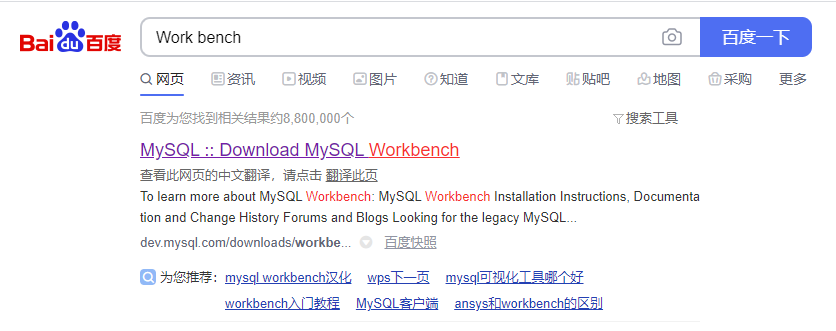 Bai du 百度 Work bench 百度一下
网页 资讯 视频 图片 知道 文库 贴 贴吧 地图 采购 更多
百度为您找到相关结果约8,800,000个 搜索工具
MySQL :: Download MySQL Workbench
查看此网页的中文翻译，请点击 翻译此页
To learn more about MySQL Workbench: MySQL Workbench Installation Instructions, Documenta
tion and Change History Forums and Blogs Looking for the legacy MySQL...
dev.mysql.com/downloads/workbe... 百度快照
为您推荐： mysql workbench汉化 wps下一页 mysql可视化工具哪个好
workbench入门教程 MySQL客户端 ansys和workbench的区别